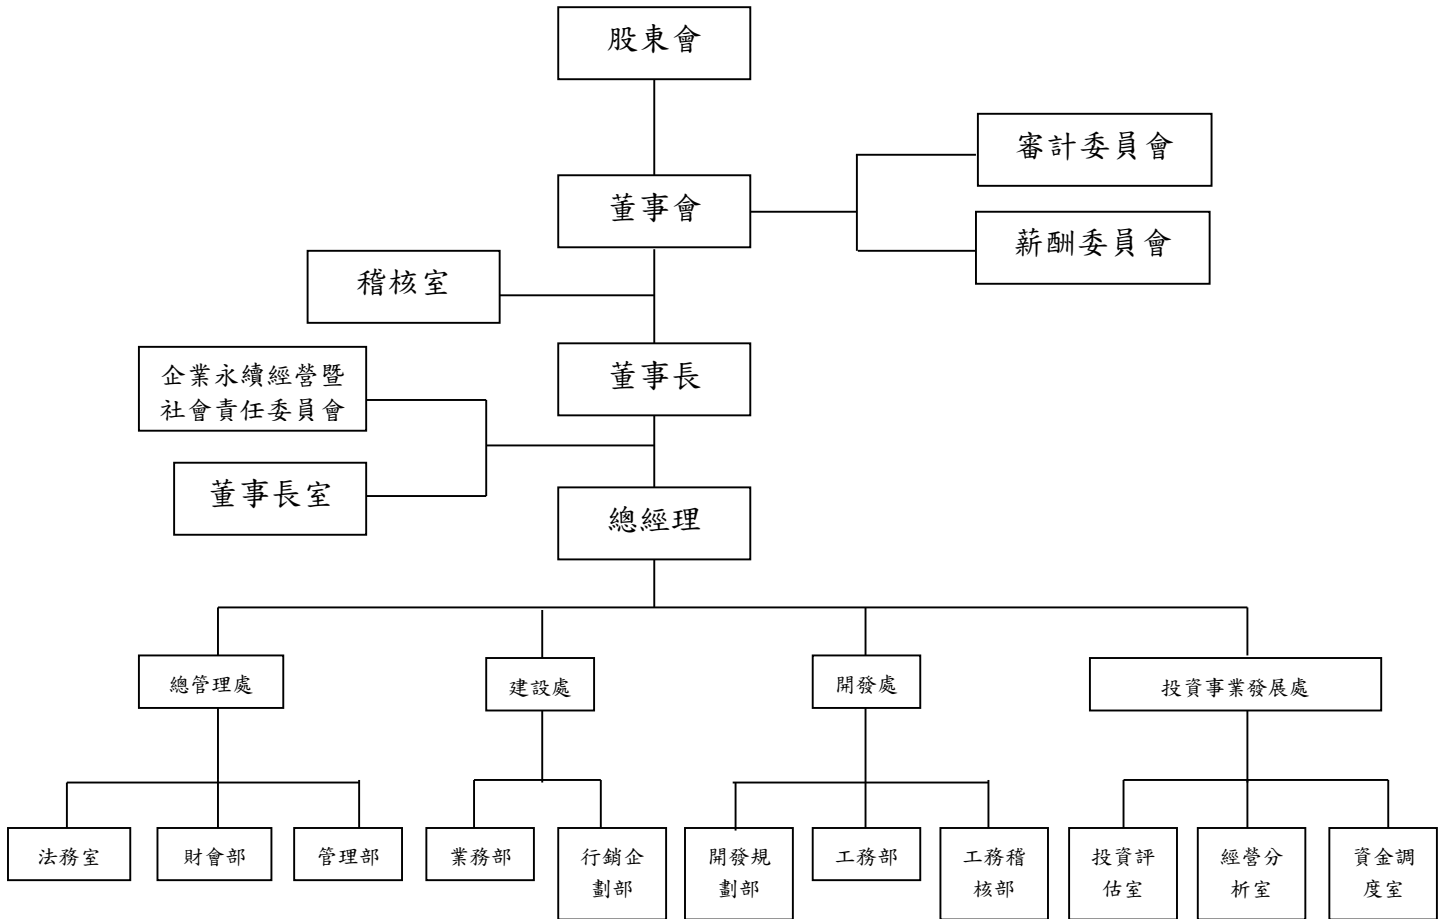 股東會
審計委員會
董事會
薪酬委員會
稽核室
董事長
企業永續經營暨
社會責任委員會
董事長室
總經理
總管理處
建設處
開發處
投資事業發展處
法務室
財會部
管理部
業務部
行銷企
劃部
開發規
劃部
工務部
工務稽
核部
投資評
估室
經營分
析室
資金調
度室